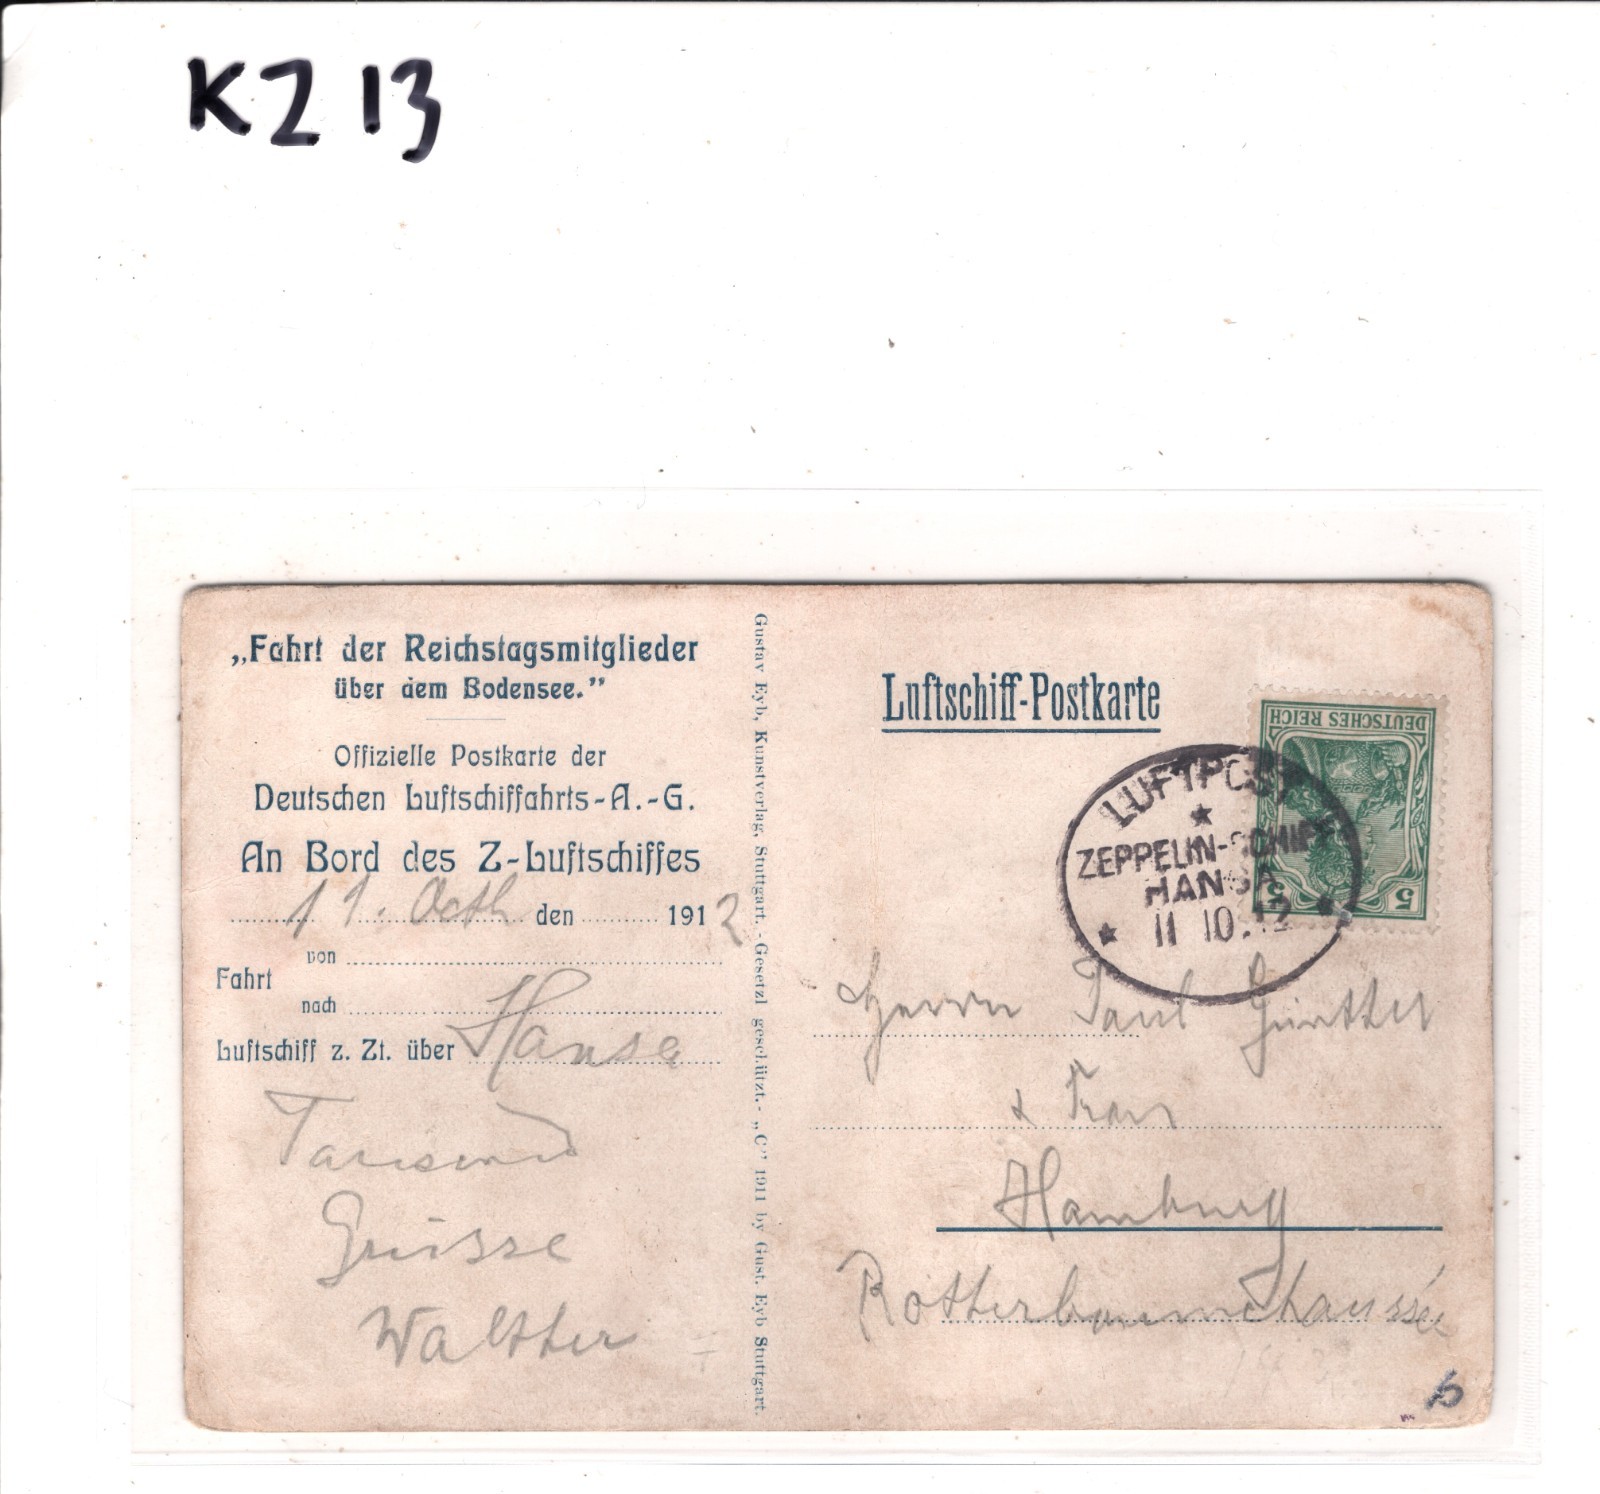 KZ 13
„Fahrt der Reichstagsmitglieder
über dem Bodensee.”
Offizielle Postkarte der
Deutschen Luftschiffahrts-A.-G.
An Bord des Z-Luftschiffes
11. Octb den 1912
von
Fahrt
nach
Luftschiff z. Zt. über Hansa
Tausend
Grüsse
Walther
Gustav Eyb, Kunstverlag, Stuttgart. - Gesetzl geschützt. - „C” 1911 by Gust. Eyb Stuttgart.
Luftschiff-Postkarte
DEUTSCHES REICH
5 5
LUFTPOST
ZEPPELIN-SCHIFF
HANSA
11 10.12
Herrn Paul Günther
& Frau
Hamburg
Rotherbaumchaussée